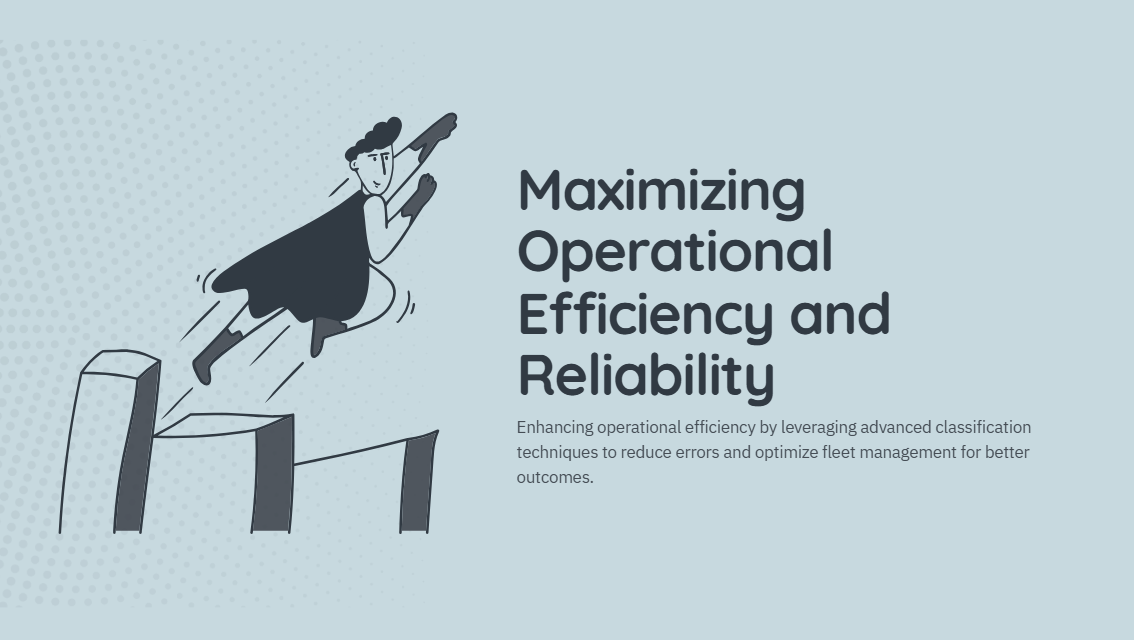 Maximizing
Operational
Efficiency and
Reliability
Enhancing operational efficiency by leveraging advanced classification
techniques to reduce errors and optimize fleet management for better
outcomes.